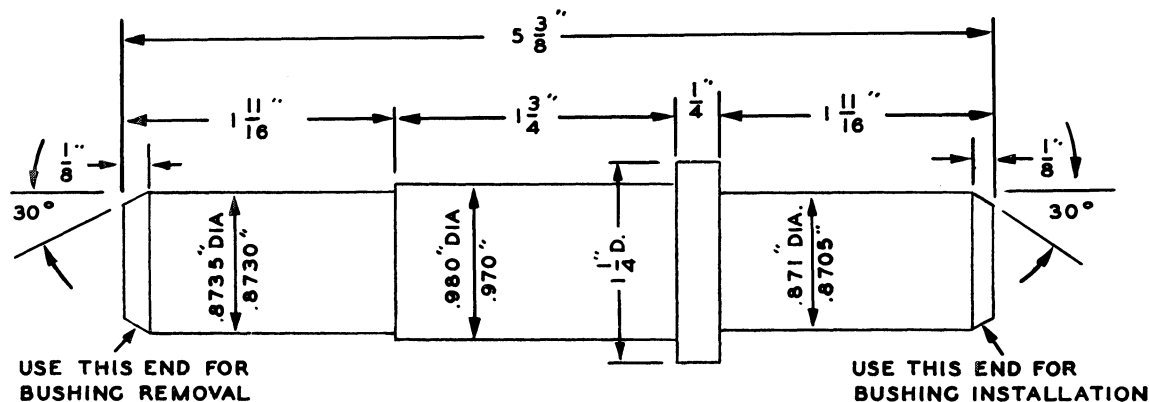 5 3/8"
1 11/16"
1 3/4"
1/4"
1 11/16"
1/8"
1/8"
30°
30°
.8735" DIA
.8730"
.980" DIA
.970"
1 1/4" D.
.871" DIA.
.8705"
USE THIS END FOR
BUSHING REMOVAL
USE THIS END FOR
BUSHING INSTALLATION